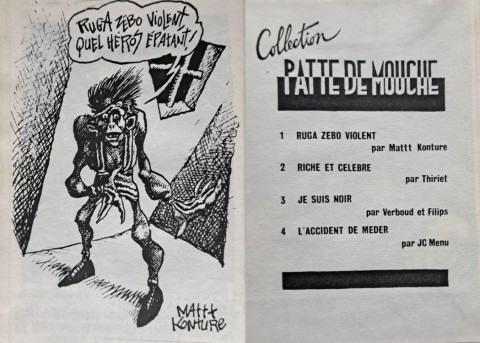 RUGA ZEBO VIOLENT
QUEL HEROS EPATANT!
MATTT
KONTURE
Collection
PATTE DE MOUCHE
1 RUGA ZEBO VIOLENT
par Mattt Konture
2 RICHE ET CELEBRE
par Thiriet
3 JE SUIS NOIR
par Verboud et Filips
4 L'ACCIDENT DE MEDER
par JC Menu